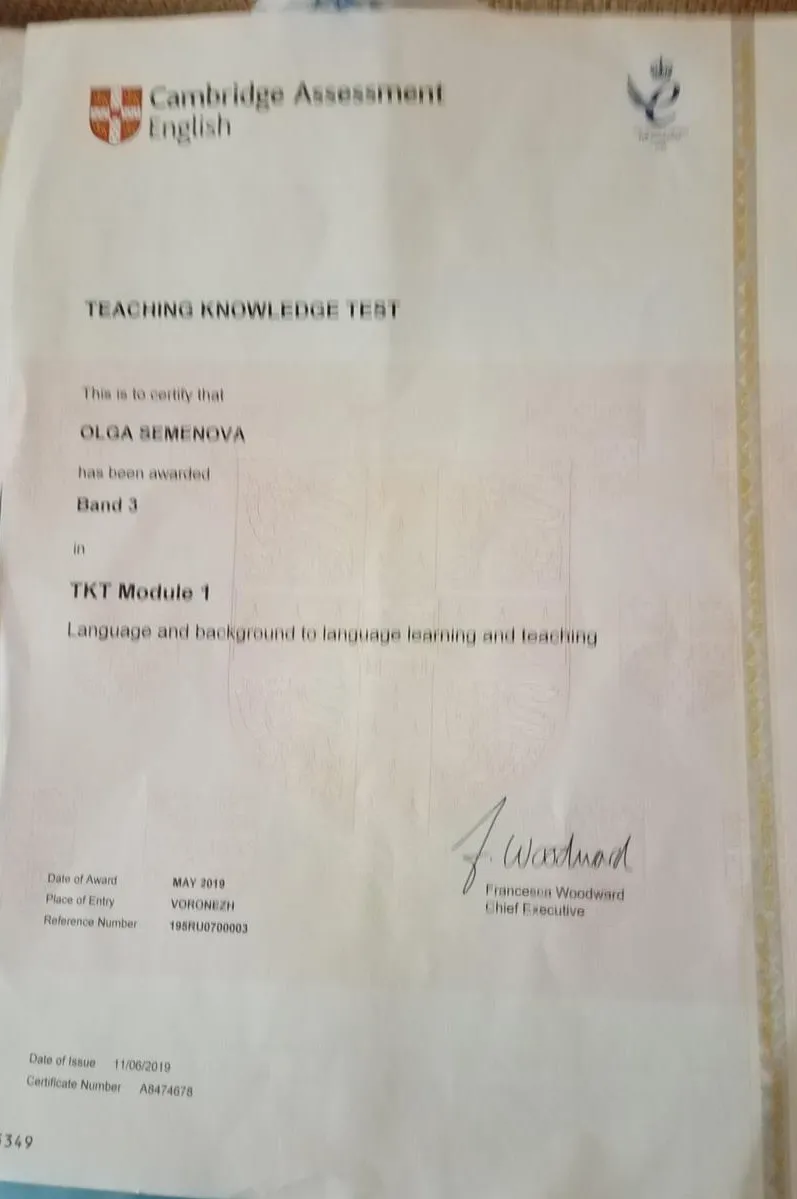 Cambridge Assessment
English
TEACHING KNOWLEDGE TEST
This is to certify that
OLGA SEMENOVA
has been awarded
Band 3
in
TKT Module 1
Language and background to language learning and teaching
J. Woodward
Francesca Woodward
Chief Executive
Date of Award MAY 2019
Place of Entry VORONEZH
Reference Number 195RU0700003
Date of Issue 11/06/2019
Certificate Number A8474678
349